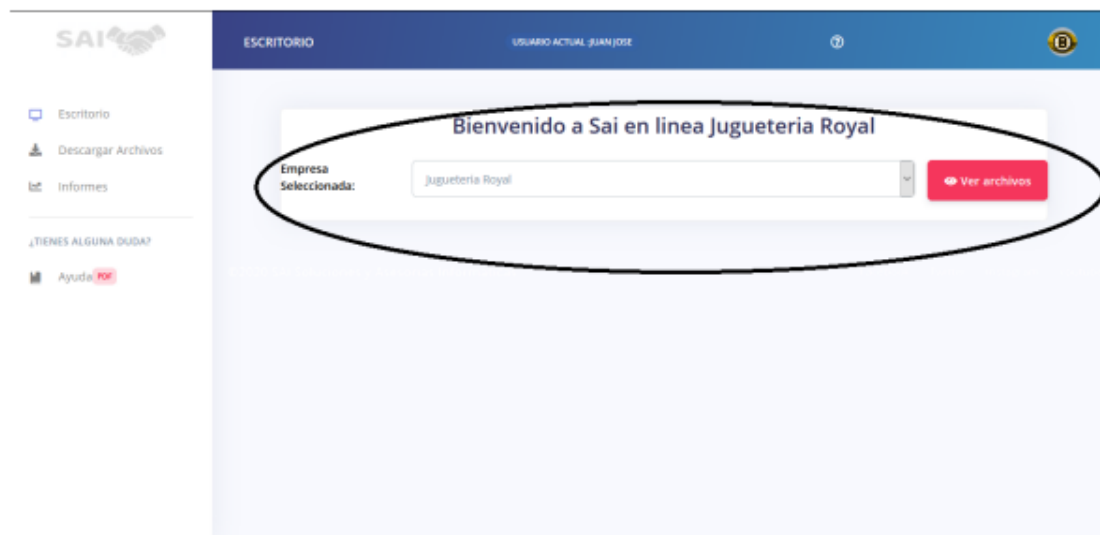 SAI
ESCRITORIO
USUARIO ACTUAL :JUAN JOSE
Escritorio
Descargar Archivos
Informes
¿TIENES ALGUNA DUDA?
Ayuda PDF
Bienvenido a Sai en linea Jugueteria Royal
Empresa
Seleccionada:
Jugueteria Royal
Ver archivos